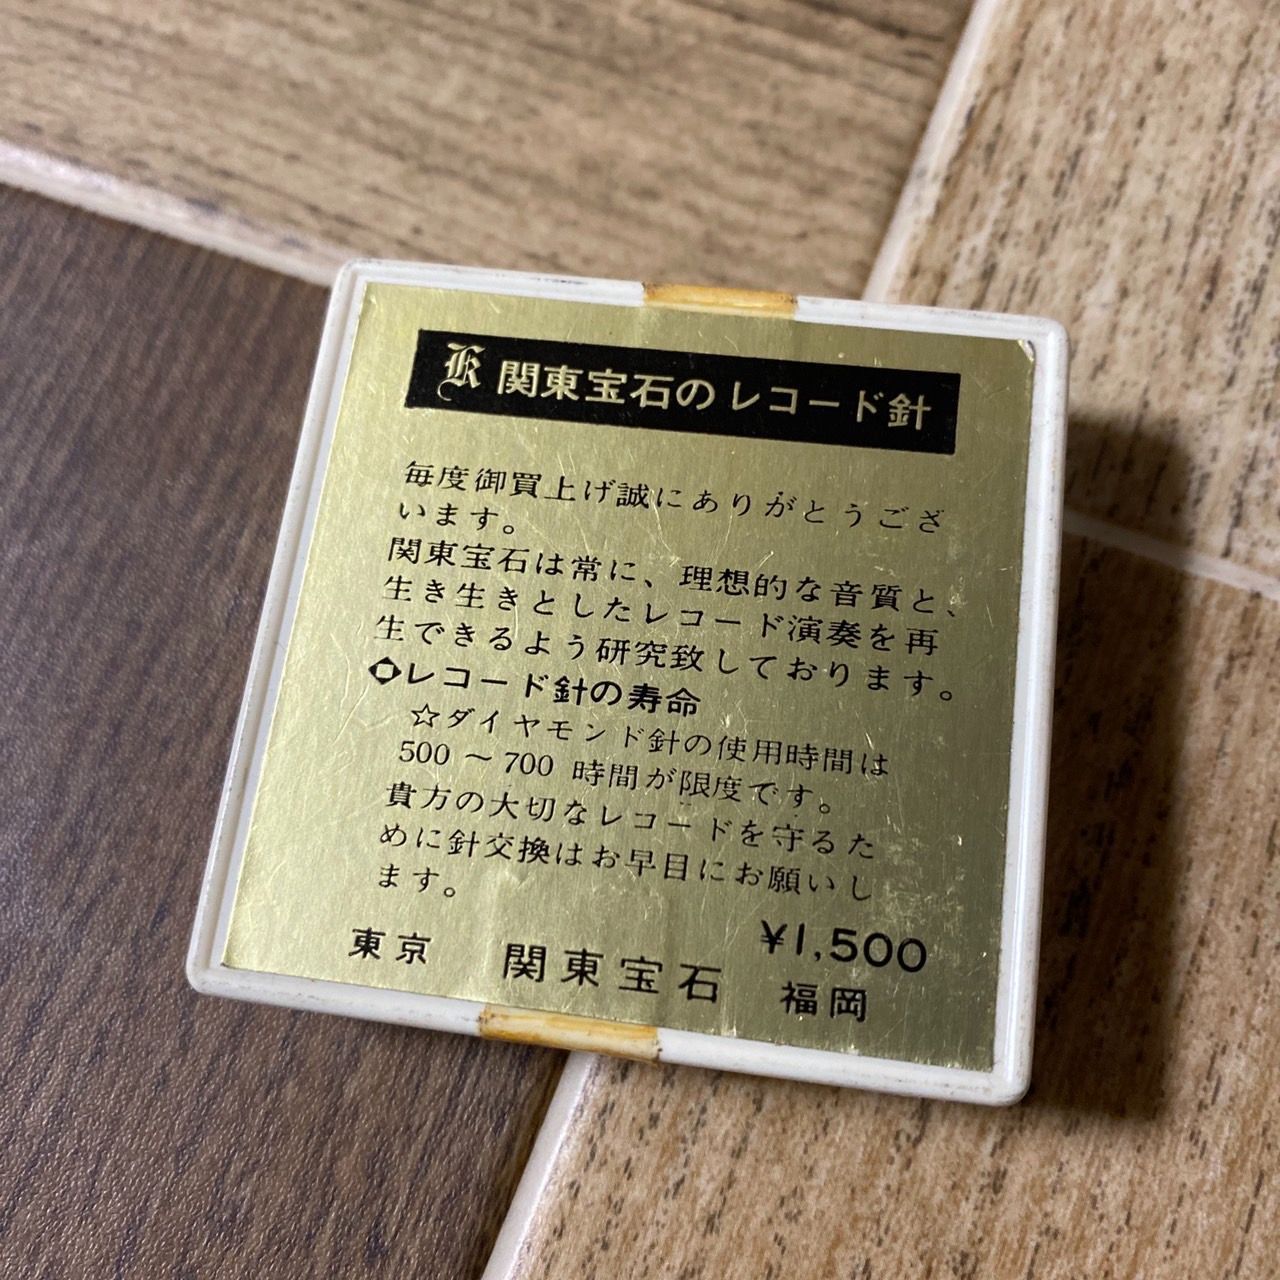 K 関東宝石のレコード針
毎度御買上げ誠にありがとうござ
います。
関東宝石は常に、理想的な音質と、
生き生きとしたレコード演奏を再
生できるよう研究致しております。
◇レコード針の寿命
☆ダイヤモンド針の使用時間は
500〜700 時間が限度です。
貴方の大切なレコードを守るた
めに針交換はお早目にお願いし
ます。
¥1,500
東京 関東宝石 福岡